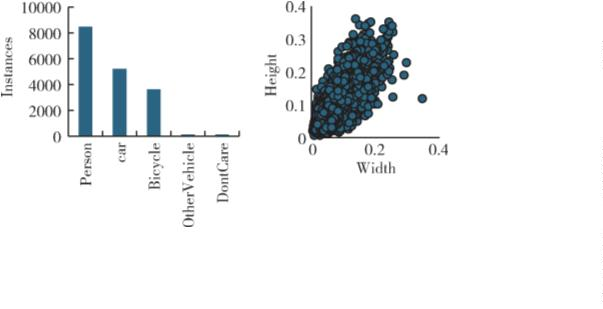 10000
8000
6000
4000
2000
0
Instances
Person
car
Bicycle
OtherVehicle
DontCare
0.4
0.3
0.2
0.1
0
Height
0
0.2
0.4
Width